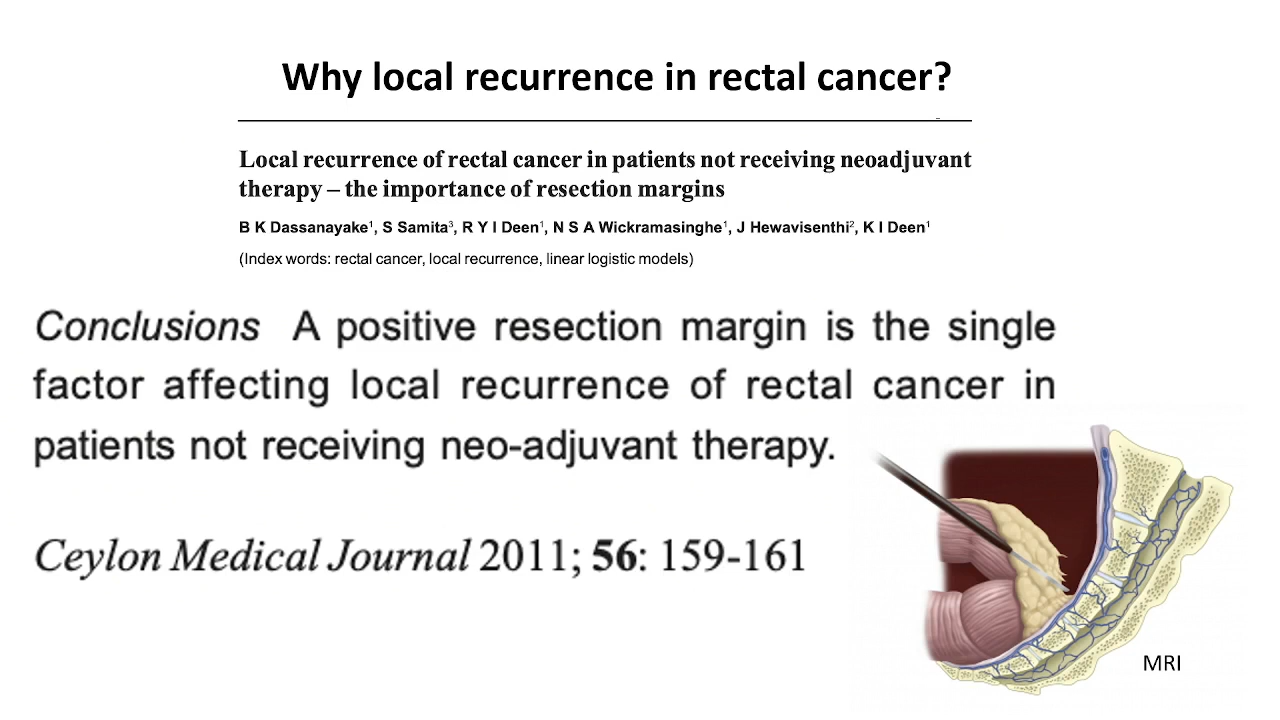 Why local recurrence in rectal cancer?
Local recurrence of rectal cancer in patients not receiving neoadjuvant
therapy – the importance of resection margins
B K Dassanayake¹, S Samita³, R Y I Deen¹, N S A Wickramasinghe¹, J Hewavisenthi², K I Deen¹
(Index words: rectal cancer, local recurrence, linear logistic models)
Conclusions A positive resection margin is the single
factor affecting local recurrence of rectal cancer in
patients not receiving neo-adjuvant therapy.
Ceylon Medical Journal 2011; 56: 159-161
MRI